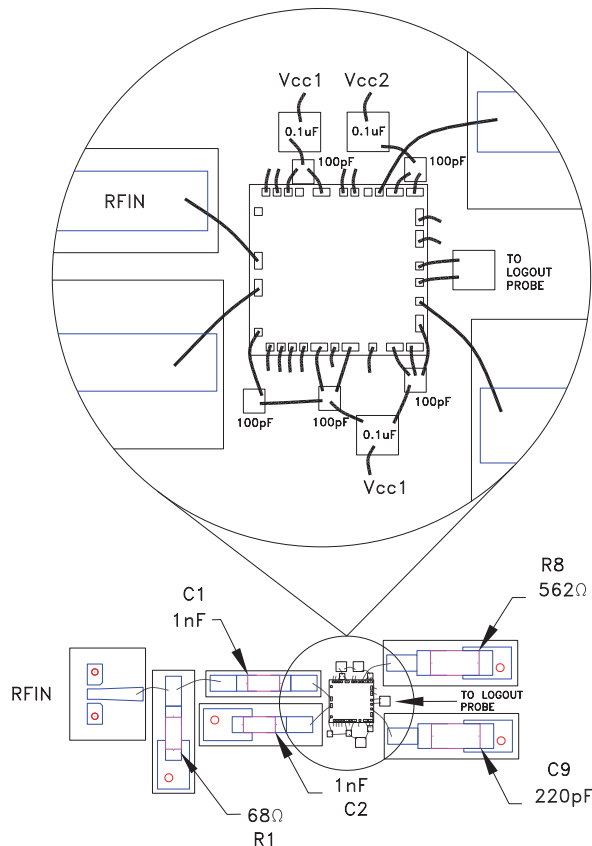 Vcc1
Vcc2
0.1uF
0.1uF
100pF
100pF
RFIN
TO
LOGOUT
PROBE
100pF
100pF
100pF
0.1uF
Vcc1
R8
562Ω
C1
1nF
RFIN
TO LOGOUT
PROBE
1nF
C2
68Ω
R1
C9
220pF